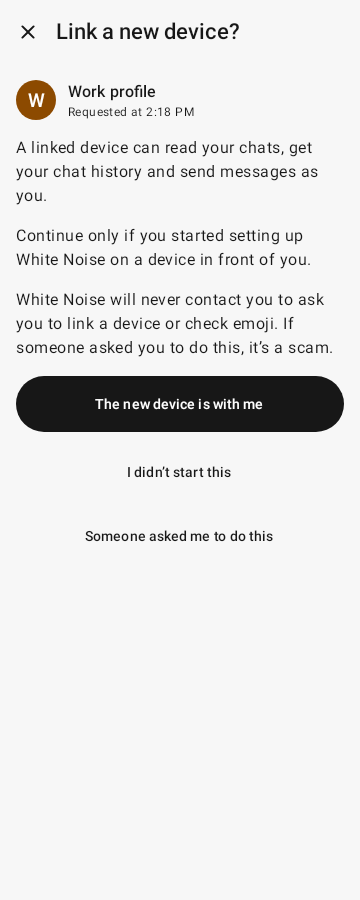 Link a new device?
W
Work profile
Requested at 2:18 PM
A linked device can read your chats, get
your chat history and send messages as
you.
Continue only if you started setting up
White Noise on a device in front of you.
White Noise will never contact you to ask
you to link a device or check emoji. If
someone asked you to do this, it’s a scam.
The new device is with me
I didn’t start this
Someone asked me to do this